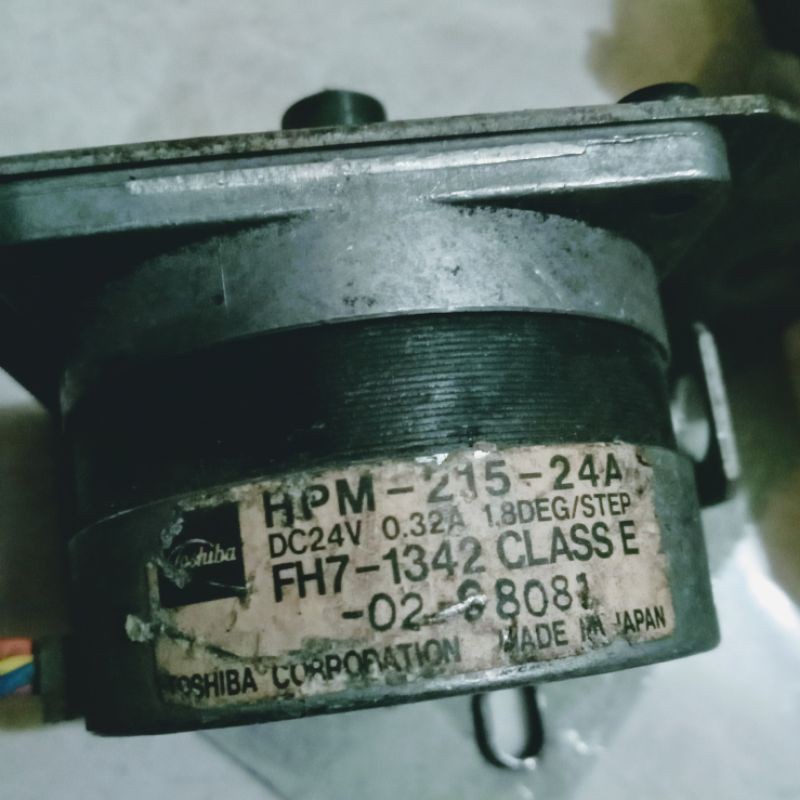 Toshiba
HPM-215-24A
DC24V 0.32A 1.8DEG/STEP
FH7-1342 CLASS E
-02-98081
TOSHIBA CORPORATION MADE IN JAPAN